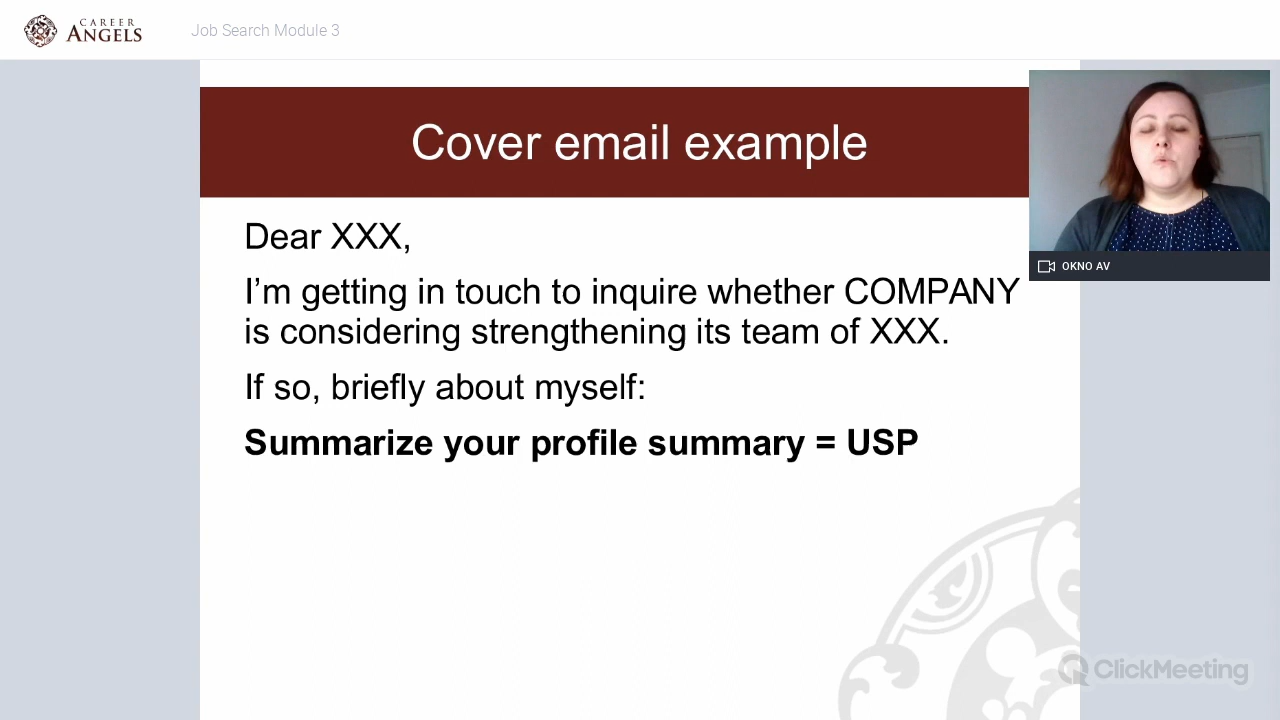 CAREER
ANGELS
Job Search Module 3
Cover email example
Dear XXX,
I’m getting in touch to inquire whether COMPANY
is considering strengthening its team of XXX.
If so, briefly about myself:
Summarize your profile summary = USP
OKNO AV
ClickMeeting